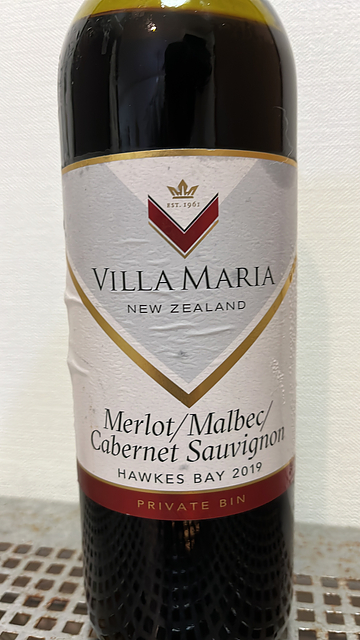 EST. 1961
VILLA MARIA
NEW ZEALAND
Merlot/Malbec/
Cabernet Sauvignon
HAWKES BAY 2019
PRIVATE BIN